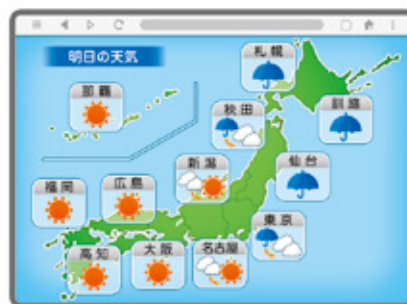 明日の天気
札幌
那覇
釧路
秋田
新潟
仙台
福岡
広島
東京
高知
大阪
名古屋